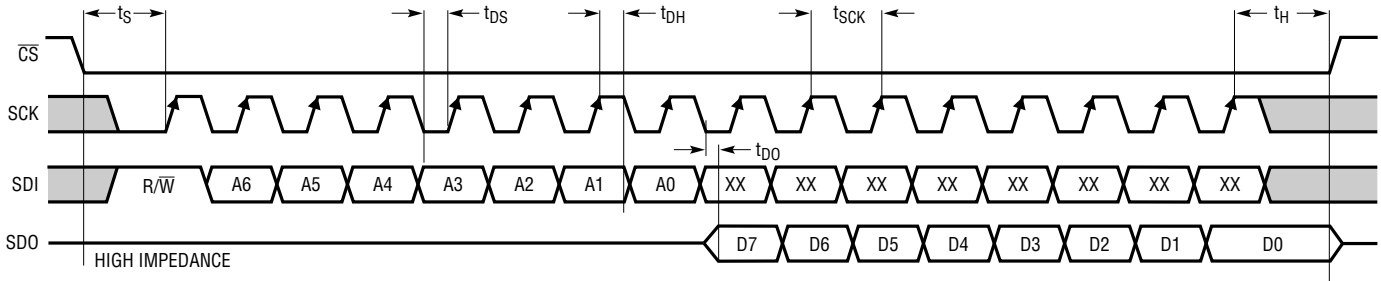 tS tDS tDH tSCK tH
C̅S̅
SCK
tDO
SDI R/W̅ A6 A5 A4 A3 A2 A1 A0 XX XX XX XX XX XX XX XX
SDO D7 D6 D5 D4 D3 D2 D1 D0
HIGH IMPEDANCE